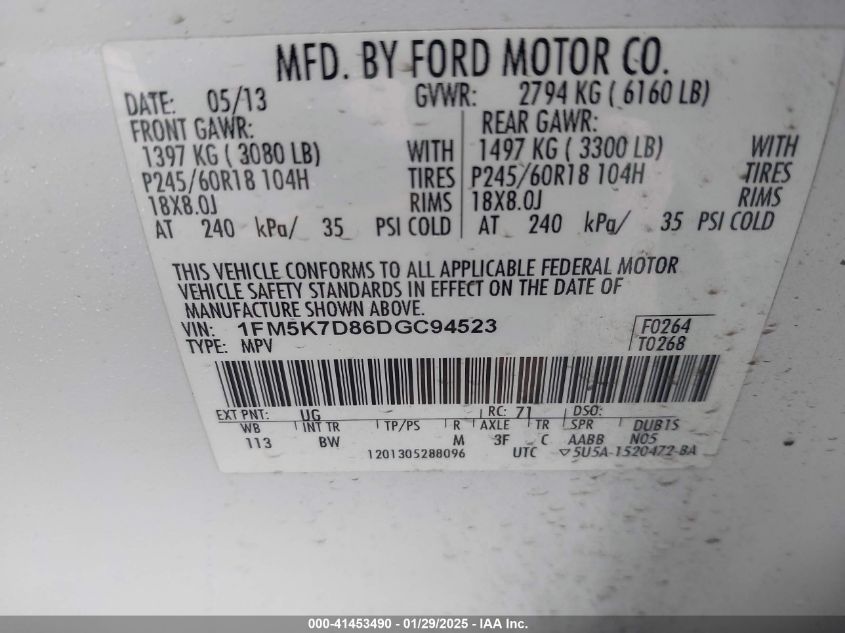 MFD. BY FORD MOTOR CO.
DATE: 05/13 GVWR: 2794 KG ( 6160 LB)
FRONT GAWR: REAR GAWR:
1397 KG ( 3080 LB) WITH 1497 KG ( 3300 LB) WITH
P245/60R18 104H TIRES P245/60R18 104H TIRES
18X8.0J RIMS 18X8.0J RIMS
AT 240 kPa/ 35 PSI COLD AT 240 kPa/ 35 PSI COLD
THIS VEHICLE CONFORMS TO ALL APPLICABLE FEDERAL MOTOR
VEHICLE SAFETY STANDARDS IN EFFECT ON THE DATE OF
MANUFACTURE SHOWN ABOVE.
VIN: 1FM5K7D86DGC94523 F0264
TYPE: MPV T0268
EXT PNT: UG RC: 71 DSO:
WB INT TR TP/PS R AXLE TR SPR DUB1S
113 BW M 3F C AABB N05
1201305288096 UTC ▽5U5A-1520472-BA
000-41453490 - 01/29/2025 - IAA Inc.